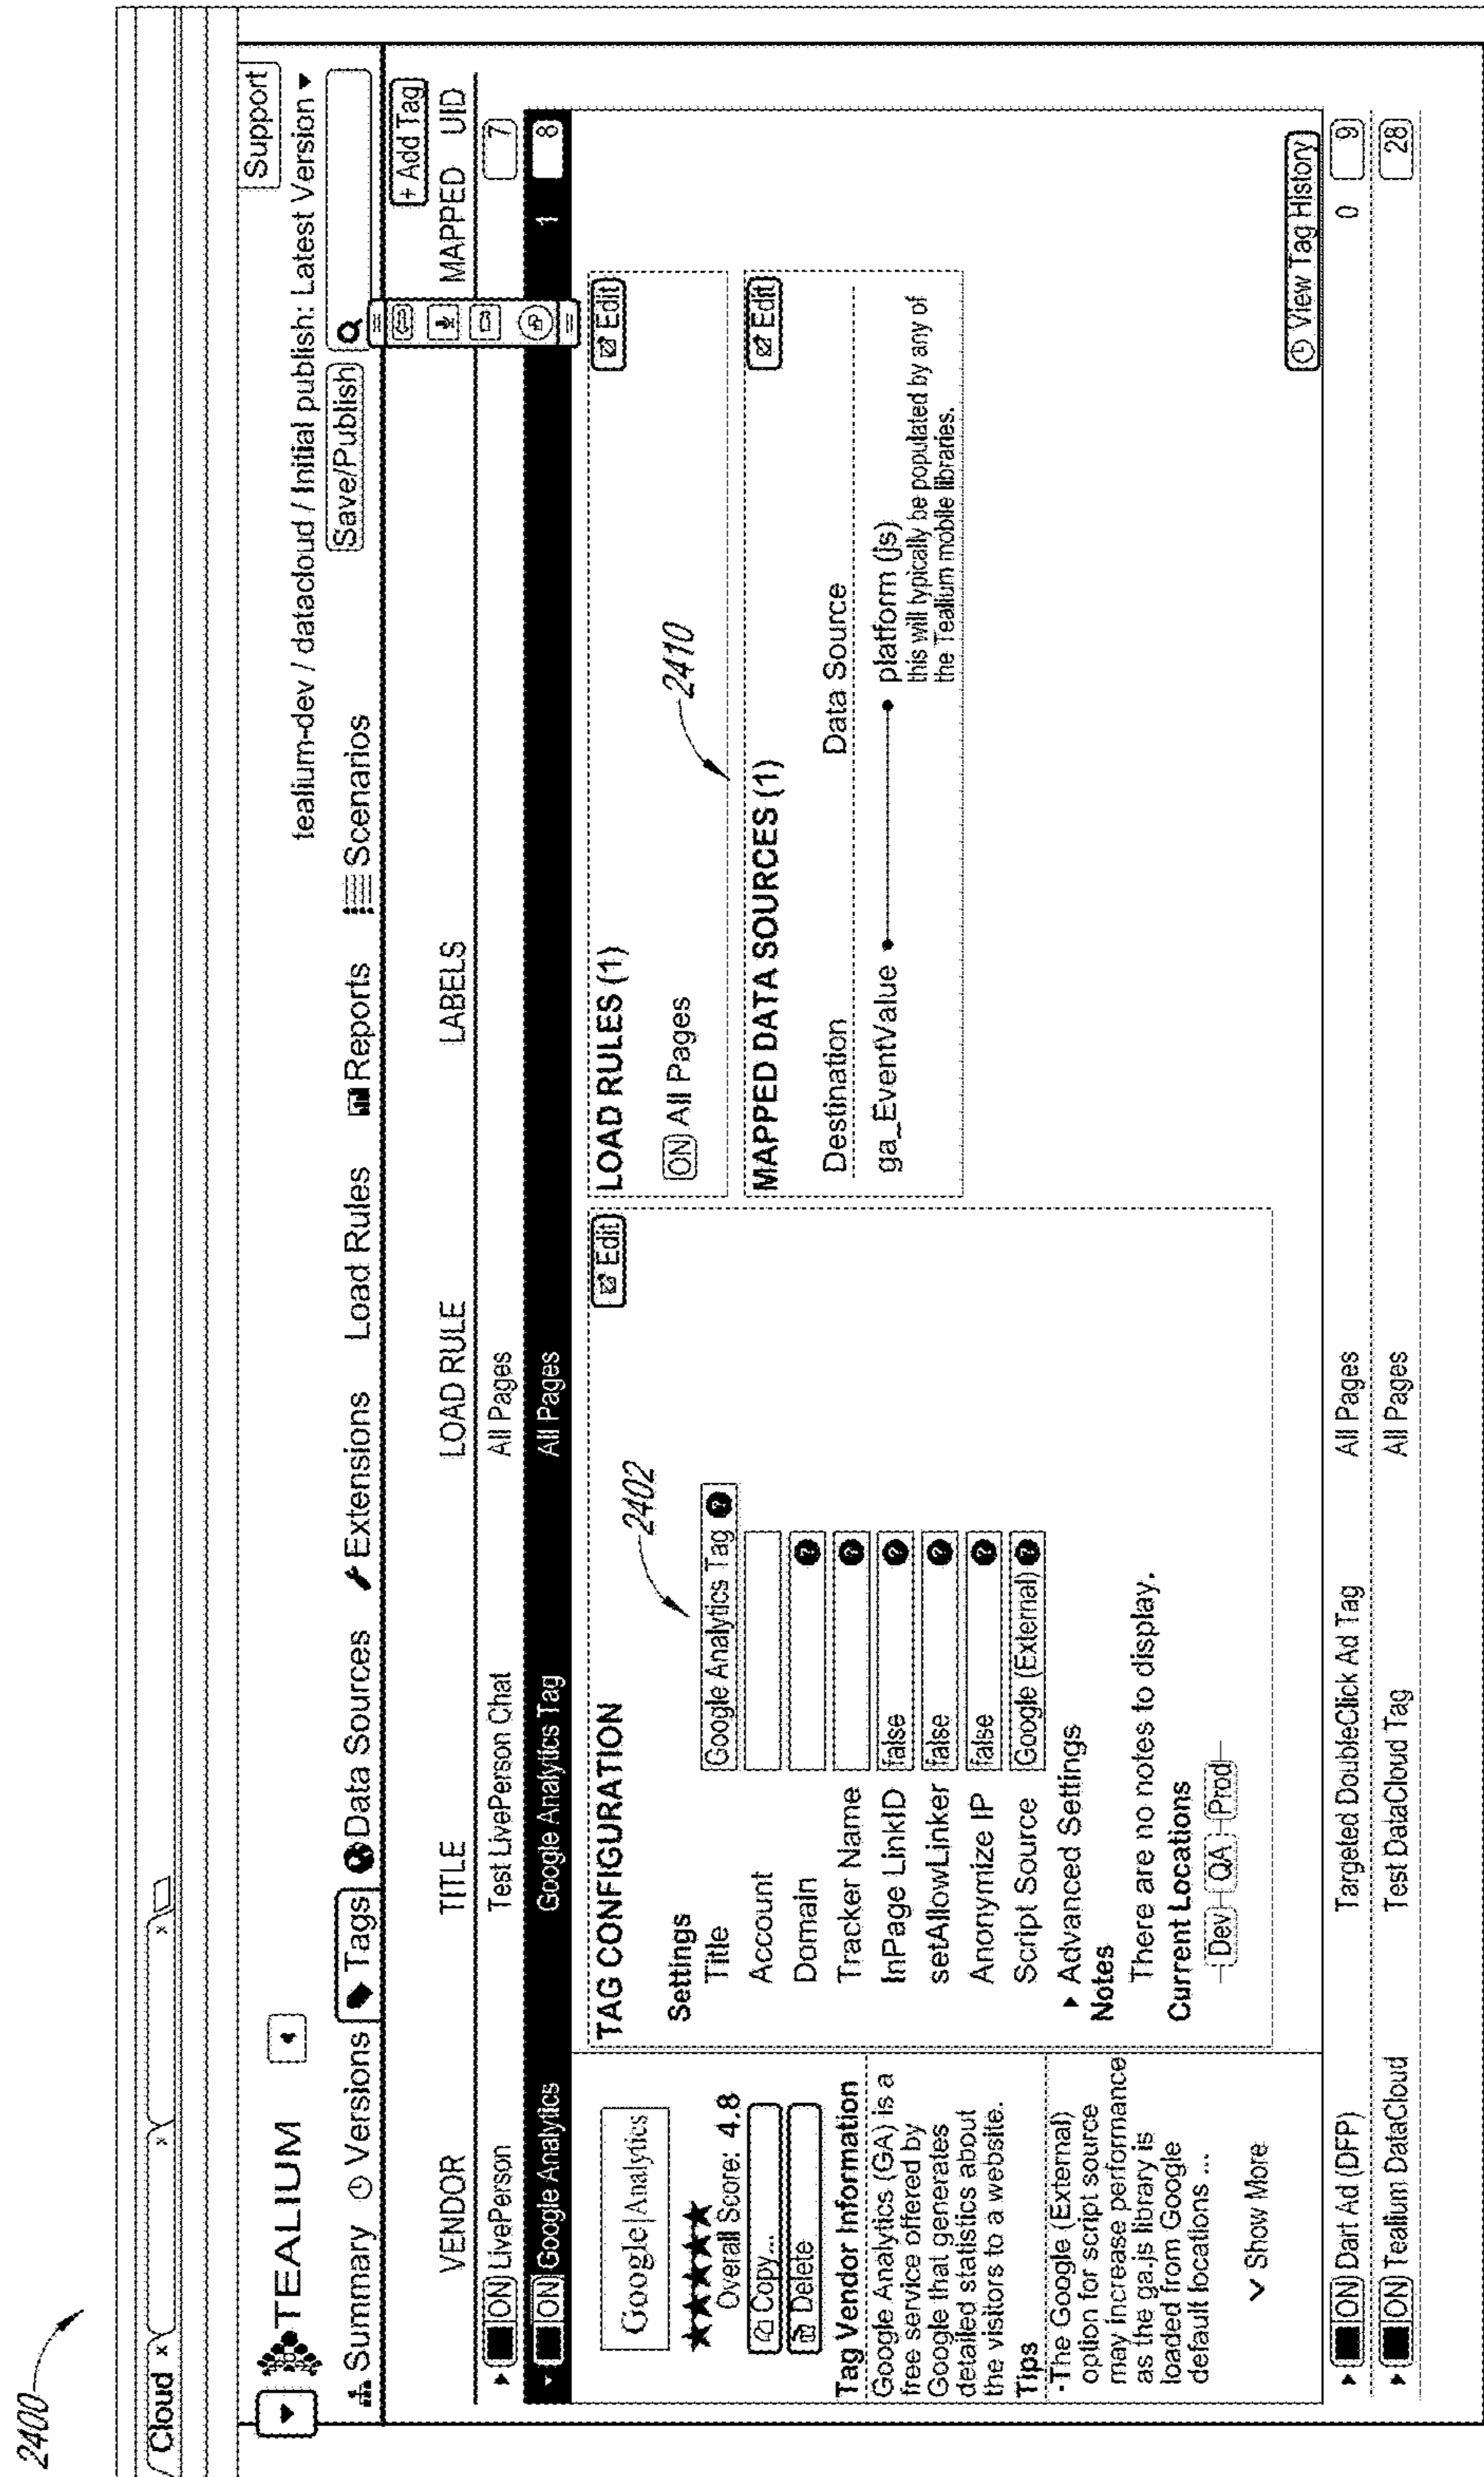 2400
Cloud x x x
Support
TEALIUM
tealium-dev / datacloud / Initial publish: Latest Version
Summary Versions Tags Data Sources Extensions Load Rules Reports Scenarios Save/Publish
+ Add Tag
VENDOR TITLE LOAD RULE LABELS MAPPED UID
ON LivePerson Test LivePerson Chat All Pages 7
ON Google Analytics Google Analytics Tag All Pages 1 8
Google|Analytics
Overall Score: 4.8
Copy...
Delete
Tag Vendor Information
Google Analytics (GA) is a
free service offered by
Google that generates
detailed statistics about
the visitors to a website.
Tips
·The Google (External)
option for script source
may increase performance
as the ga.js library is
loaded from Google
default locations ...
Show More
TAG CONFIGURATION Edit
2402
Settings
Title Google Analytics Tag ?
Account
Domain ?
Tracker Name ?
InPage LinkID false ?
setAllowLinker false ?
Anonymize IP false ?
Script Source Google (External) ?
Advanced Settings
Notes
There are no notes to display.
Current Locations
Dev QA Prod
LOAD RULES (1) Edit
ON All Pages
2410
MAPPED DATA SOURCES (1) Edit
Destination Data Source
ga_EventValue platform (js)
this will typically be populated by any of
the Tealium mobile libraries.
View Tag History
ON Dart Ad (DFP) Targeted DoubleClick Ad Tag All Pages 0 9
ON Tealium DataCloud Test DataCloud Tag All Pages 28